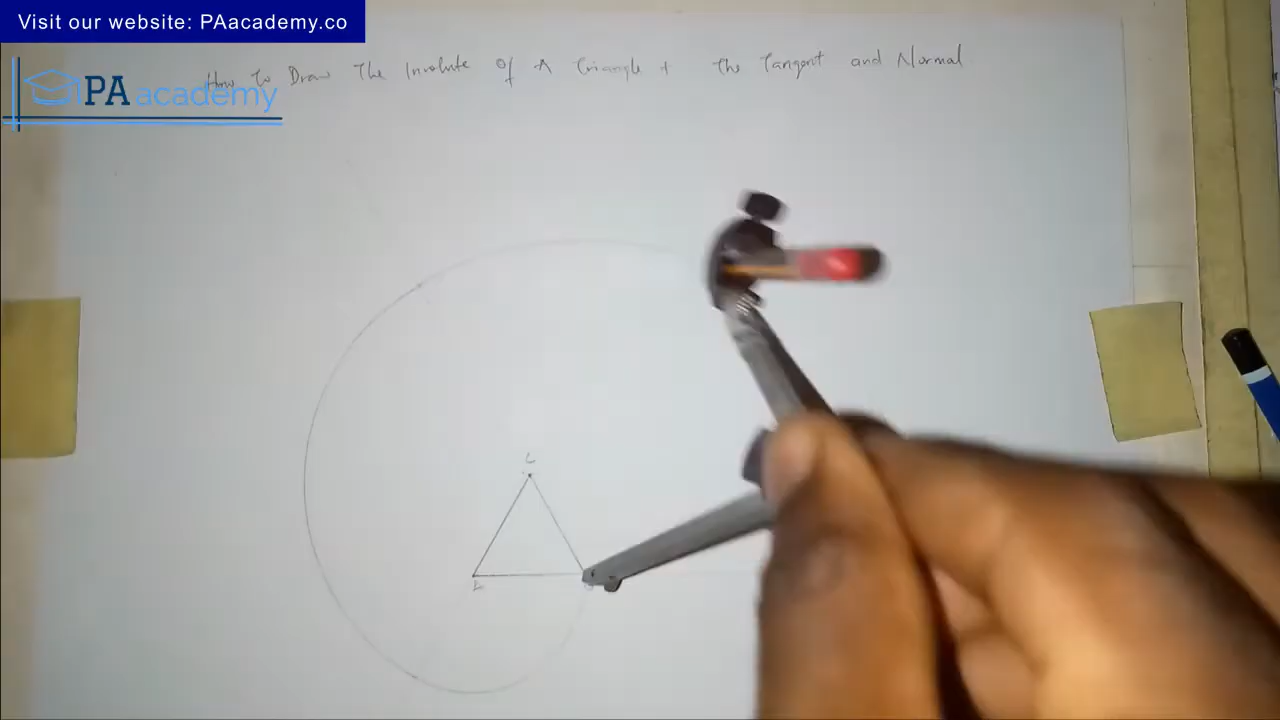 Visit our website: PAacademy.co
How To Draw The Involute Of A Triangle + The Tangent and Normal
PA academy
C
A